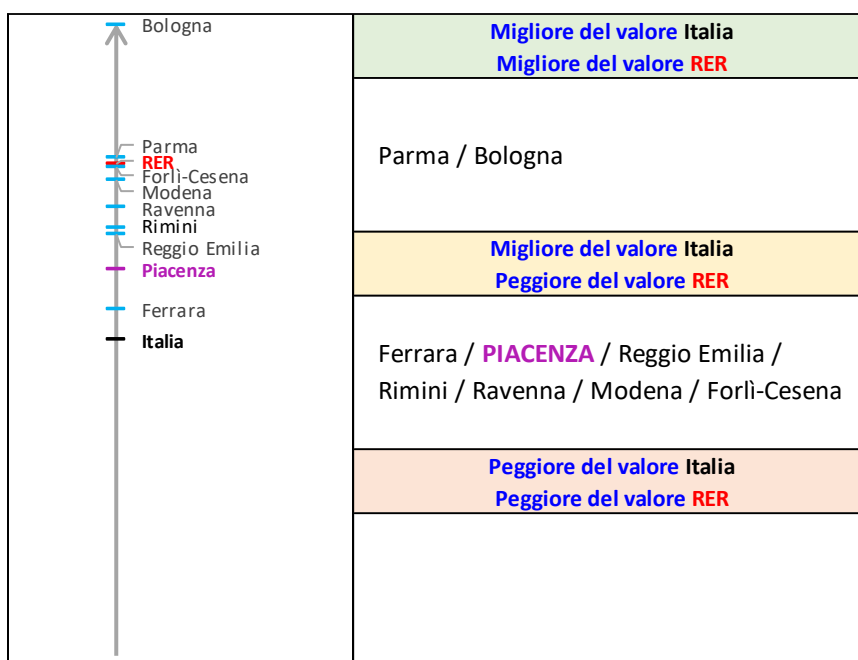 Bologna
Parma
RER
Forlì-Cesena
Modena
Ravenna
Rimini
Reggio Emilia
Piacenza
Ferrara
Italia
Migliore del valore Italia
Migliore del valore RER
Parma / Bologna
Migliore del valore Italia
Peggiore del valore RER
Ferrara / PIACENZA / Reggio Emilia /
Rimini / Ravenna / Modena / Forlì-Cesena
Peggiore del valore Italia
Peggiore del valore RER